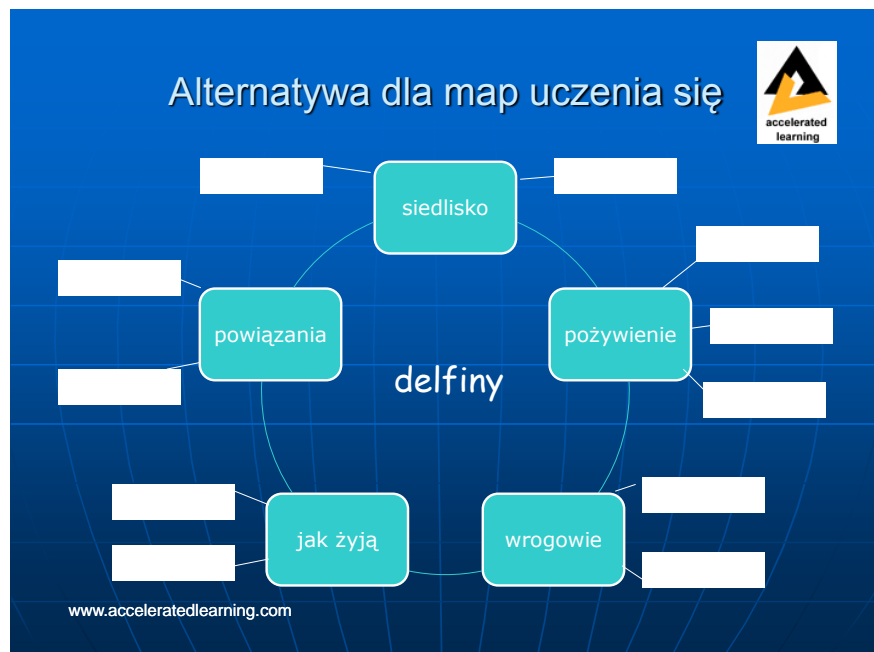 Alternatywa dla map uczenia się
accelerated
learning
siedlisko
powiązania
pożywienie
delfiny
jak żyją
wrogowie
www.acceleratedlearning.com